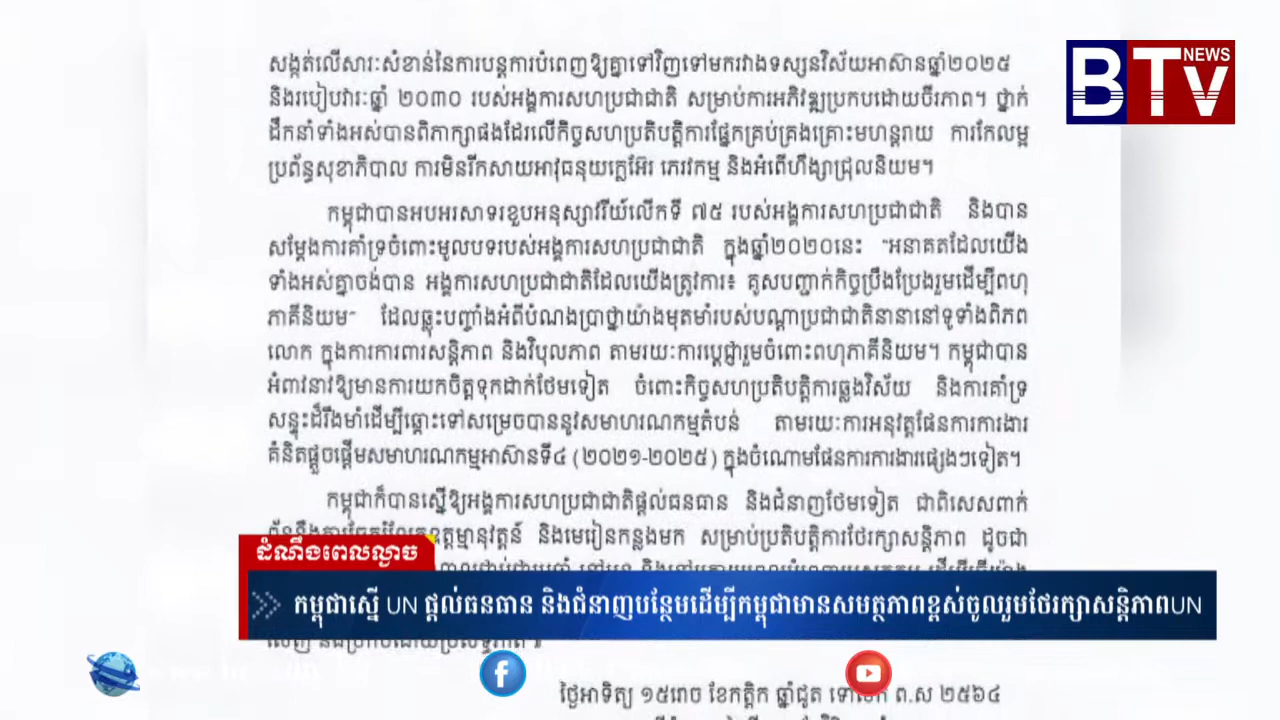 BTV NEWS
សង្កត់លើសារៈសំខាន់នៃការបន្តការបំពេញឱ្យគ្នាទៅវិញទៅមករវាងទស្សនវិស័យអាស៊ានឆ្នាំ២០២៥
និងរបៀបវារៈឆ្នាំ ២០៣០ របស់អង្គការសហប្រជាជាតិ សម្រាប់ការអភិវឌ្ឍប្រកបដោយចីរភាព។ ថ្នាក់
ដឹកនាំទាំងអស់បានពិភាក្សាផងដែរលើកិច្ចសហប្រតិបត្តិការផ្នែកគ្រប់គ្រងគ្រោះមហន្តរាយ ការកែលម្អ
ប្រព័ន្ធសុខាភិបាល ការមិនរីកសាយអាវុធនុយក្លេអ៊ែរ ភេរវកម្ម និងអំពើហឹង្សាជ្រុលនិយម។
កម្ពុជាបានអបអរសាទរខួបអនុស្សាវរីយ៍លើកទី ៧៥ របស់អង្គការសហប្រជាជាតិ និងបាន
សម្តែងការគាំទ្រចំពោះមូលបទរបស់អង្គការសហប្រជាជាតិ ក្នុងឆ្នាំ២០២០នេះ "អនាគតដែលយើង
ទាំងអស់គ្នាចង់បាន អង្គការសហប្រជាជាតិដែលយើងត្រូវការ៖ គូសបញ្ជាក់កិច្ចប្រឹងប្រែងរួមដើម្បីពហុ
ភាគីនិយម" ដែលឆ្លុះបញ្ចាំងអំពីបំណងប្រាថ្នាយ៉ាងមុតមាំរបស់បណ្តាប្រជាជាតិនានានៅទូទាំងពិភព
លោក ក្នុងការការពារសន្តិភាព និងវិបុលភាព តាមរយៈការប្តេជ្ញារួមចំពោះពហុភាគីនិយម។ កម្ពុជាបាន
អំពាវនាវឱ្យមានការយកចិត្តទុកដាក់ថែមទៀត ចំពោះកិច្ចសហប្រតិបត្តិការឆ្លងវិស័យ និងការគាំទ្រ
សន្ទុះដ៏រឹងមាំដើម្បីឆ្ពោះទៅសម្រេចបាននូវសមាហរណកម្មតំបន់ តាមរយៈការអនុវត្តផែនការការងារ
គំនិតផ្តួចផ្តើមសមាហរណកម្មអាស៊ានទី៤ (២០២១-២០២៥) ក្នុងចំណោមផែនការការងារផ្សេងៗទៀត។
កម្ពុជាក៏បានស្នើឱ្យអង្គការសហប្រជាជាតិផ្តល់ធនធាន និងជំនាញថែមទៀត ជាពិសេសពាក់
និងមេរៀនកន្លងមក សម្រាប់ប្រតិបត្តិការថែរក្សាសន្តិភាព ដូចជា
ដំណឹងពេលល្ងាច
កម្ពុជាស្នើ UN ផ្តល់ធនធាន និងជំនាញបន្ថែមដើម្បីកម្ពុជាមានសមត្ថភាពខ្ពស់ចូលរួមថែរក្សាសន្តិភាពUN
ថ្ងៃអាទិត្យ ១៥រោច ខែកត្តិក ឆ្នាំជូត ទោស័ក ព.ស ២៥៦៤